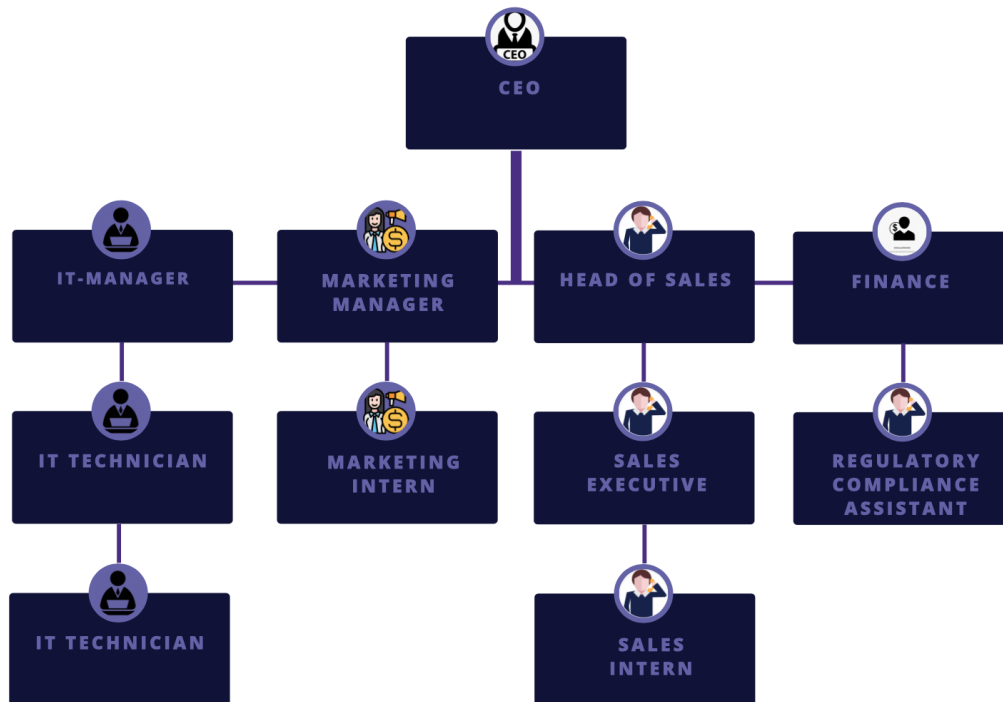 CEO
CEO
IT-MANAGER
MARKETING
MANAGER
HEAD OF SALES
FINANCE
IT TECHNICIAN
MARKETING
INTERN
SALES
EXECUTIVE
REGULATORY
COMPLIANCE
ASSISTANT
IT TECHNICIAN
SALES
INTERN